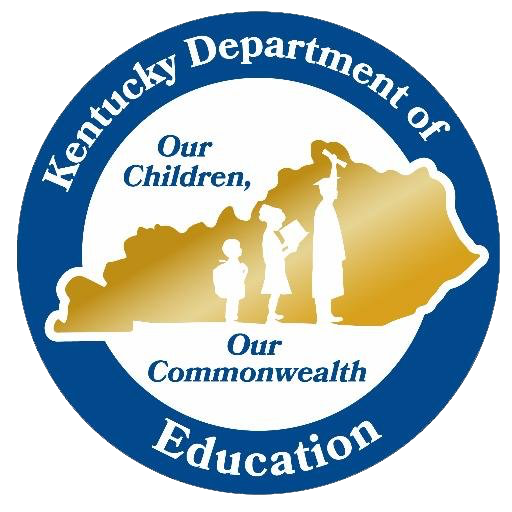 Kentucky Department of
Our
Children,
Our
Commonwealth
Education